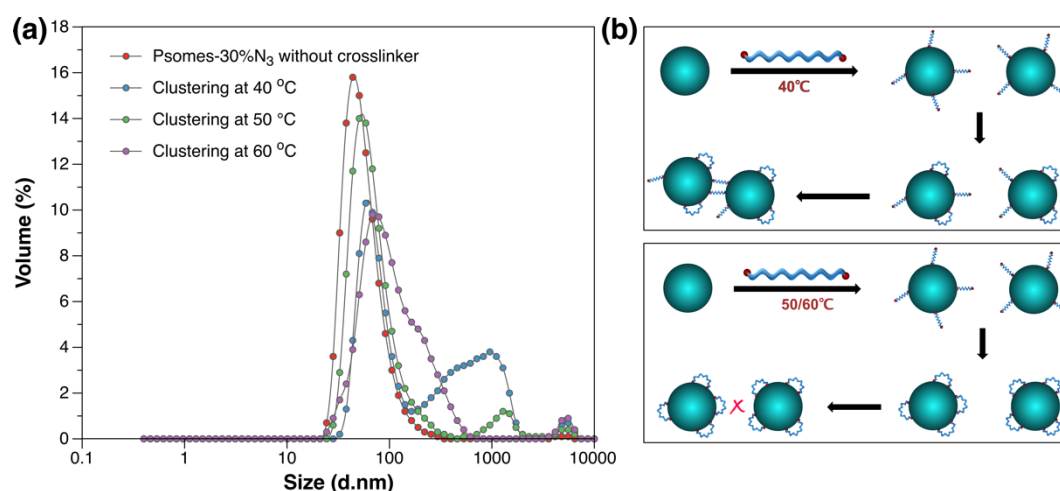 (a)
Psomes-30%N₃ without crosslinker
Clustering at 40 °C
Clustering at 50 °C
Clustering at 60 °C
18
16
14
12
10
8
6
4
2
0
Volume (%)
0.1 1 10 100 1000 10000
Size (d.nm)
(b)
40℃
50/60℃
X